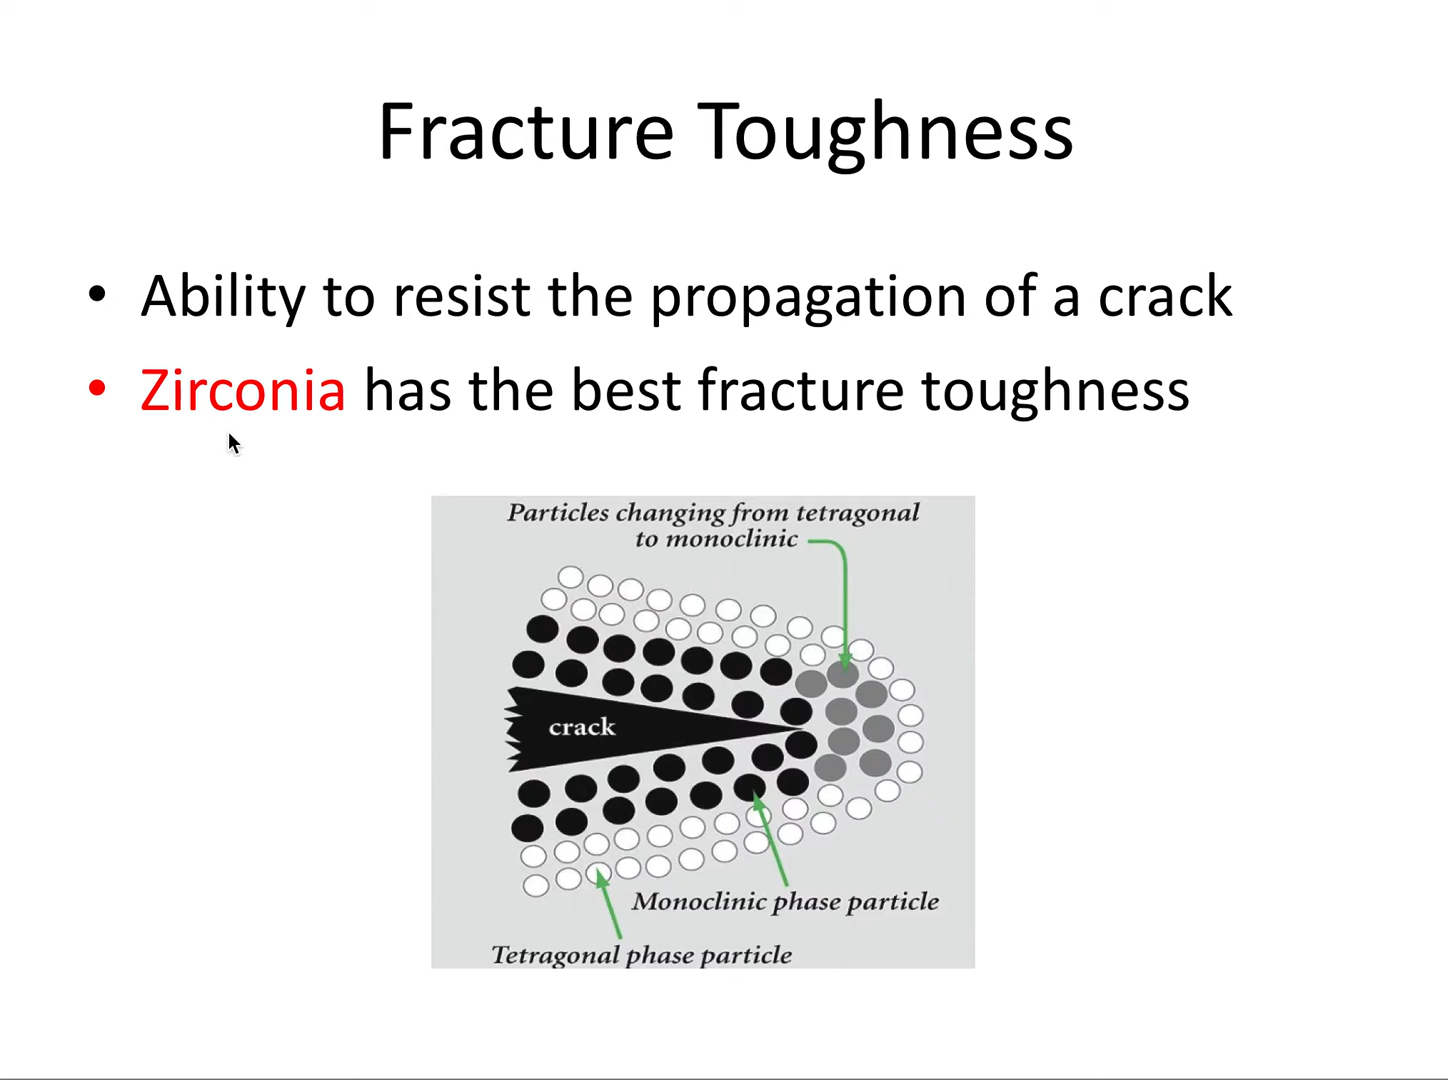 Fracture Toughness
• Ability to resist the propagation of a crack
• Zirconia has the best fracture toughness
Particles changing from tetragonal
to monoclinic
crack
Monoclinic phase particle
Tetragonal phase particle